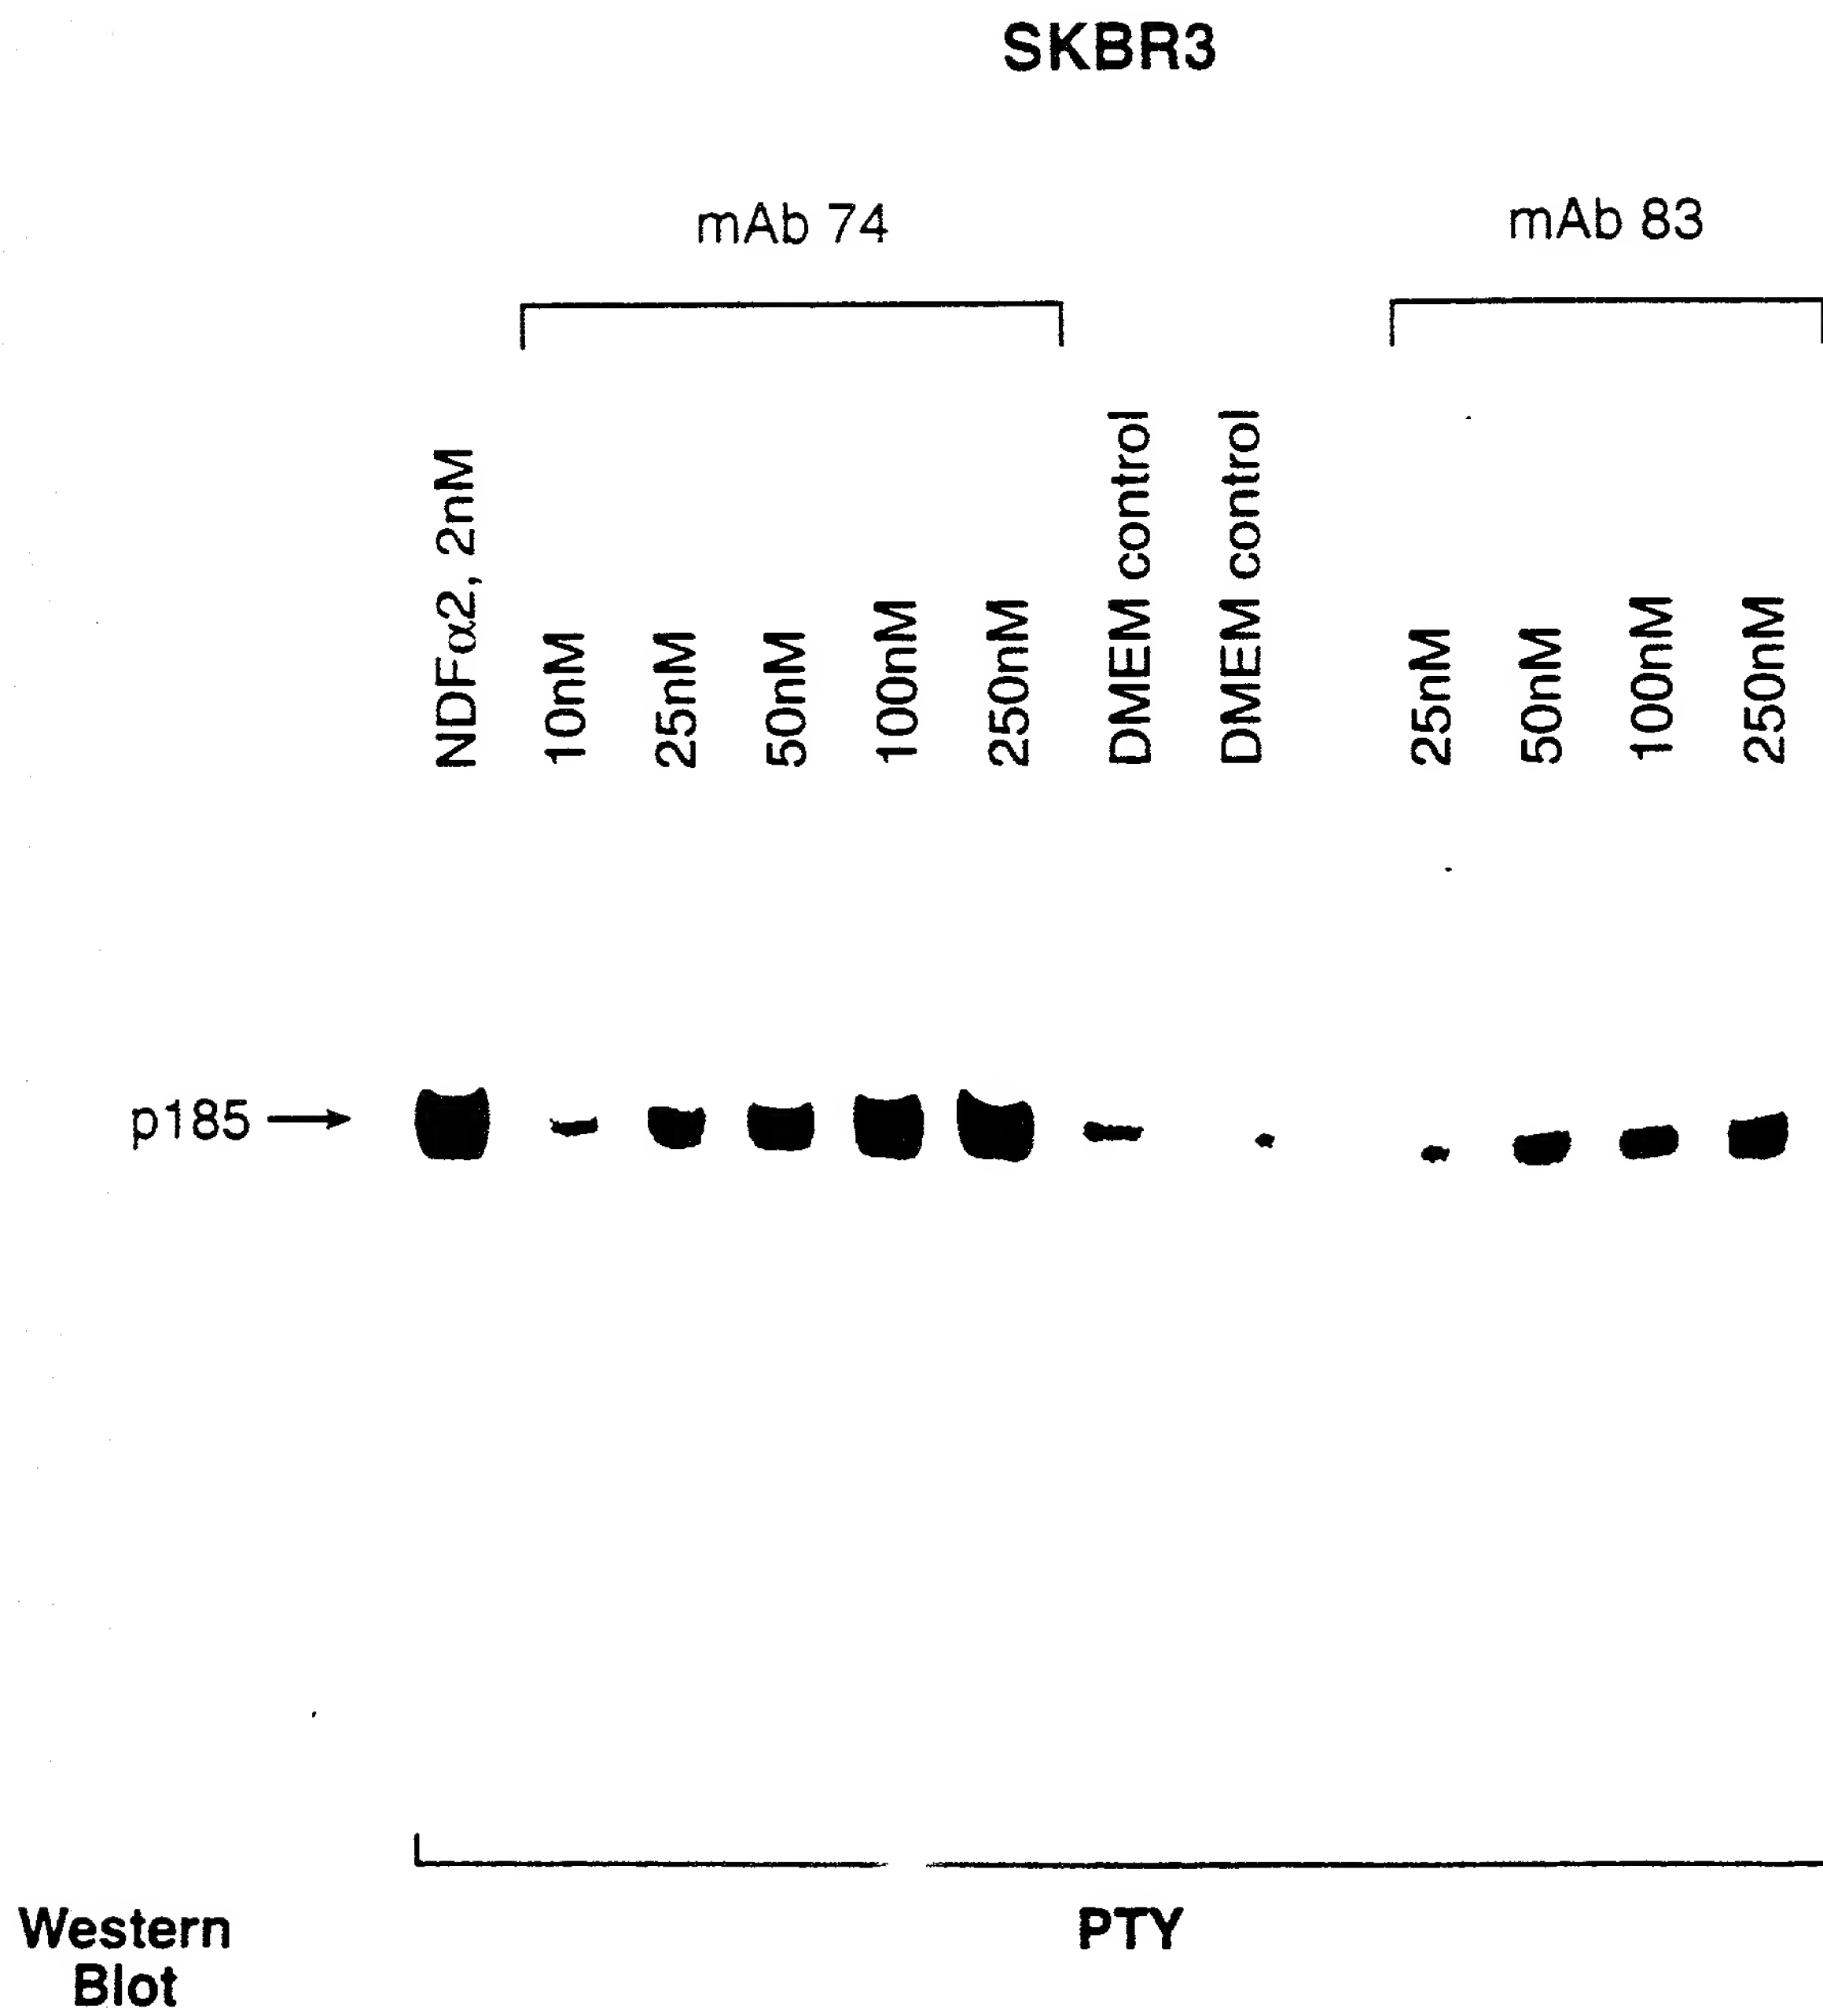 SKBR3
mAb 74
mAb 83
NDFα2, 2nM
10nM
25nM
50nM
100nM
250nM
DMEM control
DMEM control
25nM
50nM
100nM
250nM
p185
Western
Blot
PTY